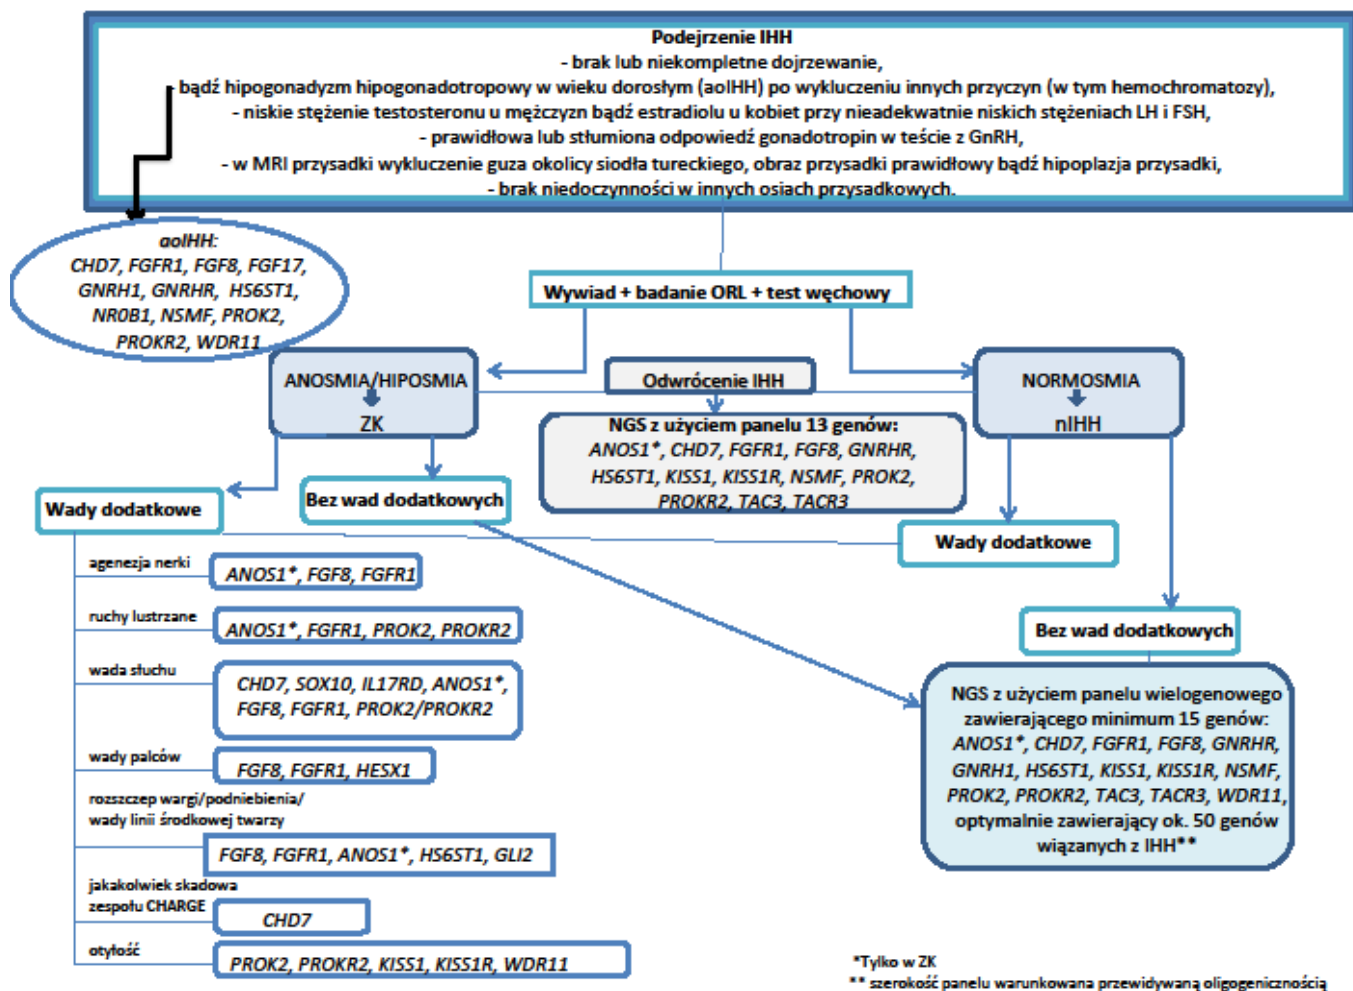 Podejrzenie IHH
- brak lub niekompletne dojrzewanie,
- bądź hipogonadyzm hipogonadotropowy w wieku dorosłym (aoIHH) po wykluczeniu innych przyczyn (w tym hemochromatozy),
- niskie stężenie testosteronu u mężczyzn bądź estradiolu u kobiet przy nieadekwatnie niskich stężeniach LH i FSH,
- prawidłowa lub stłumiona odpowiedź gonadotropin w teście z GnRH,
- w MRI przysadki wykluczenie guza okolicy siodła tureckiego, obraz przysadki prawidłowy bądź hipoplazja przysadki,
- brak niedoczynności w innych osiach przysadkowych.
aoIHH:
CHD7, FGFR1, FGF8, FGF17,
GNRH1, GNRHR, HS6ST1,
NR0B1, NSMF, PROK2,
PROKR2, WDR11
Wywiad + badanie ORL + test węchowy
ANOSMIA/HIPOSMIA
ZK
Odwrócenie IHH
NORMOSMIA
nIHH
NGS z użyciem panelu 13 genów:
ANOS1*, CHD7, FGFR1, FGF8, GNRHR,
HS6ST1, KISS1, KISS1R, NSMF, PROK2,
PROKR2, TAC3, TACR3
Wady dodatkowe
Bez wad dodatkowych
Wady dodatkowe
Bez wad dodatkowych
agenezja nerki
ANOS1*, FGF8, FGFR1
ruchy lustrzane
ANOS1*, FGFR1, PROK2, PROKR2
wada słuchu
CHD7, SOX10, IL17RD, ANOS1*,
FGF8, FGFR1, PROK2/PROKR2
wady palców
FGF8, FGFR1, HESX1
rozszczep wargi/podniebienia/
wady linii środkowej twarzy
FGF8, FGFR1, ANOS1*, HS6ST1, GLI2
jakakolwiek skadowa
zespołu CHARGE
CHD7
otyłość
PROK2, PROKR2, KISS1, KISS1R, WDR11
NGS z użyciem panelu wielogenowego
zawierającego minimum 15 genów:
ANOS1*, CHD7, FGFR1, FGF8, GNRHR,
GNRH1, HS6ST1, KISS1, KISS1R, NSMF,
PROK2, PROKR2, TAC3, TACR3, WDR11,
optymalnie zawierający ok. 50 genów
wiązanych z IHH**
*Tylko w ZK
** szerokość panelu warunkowana przewidywaną oligogenicznością